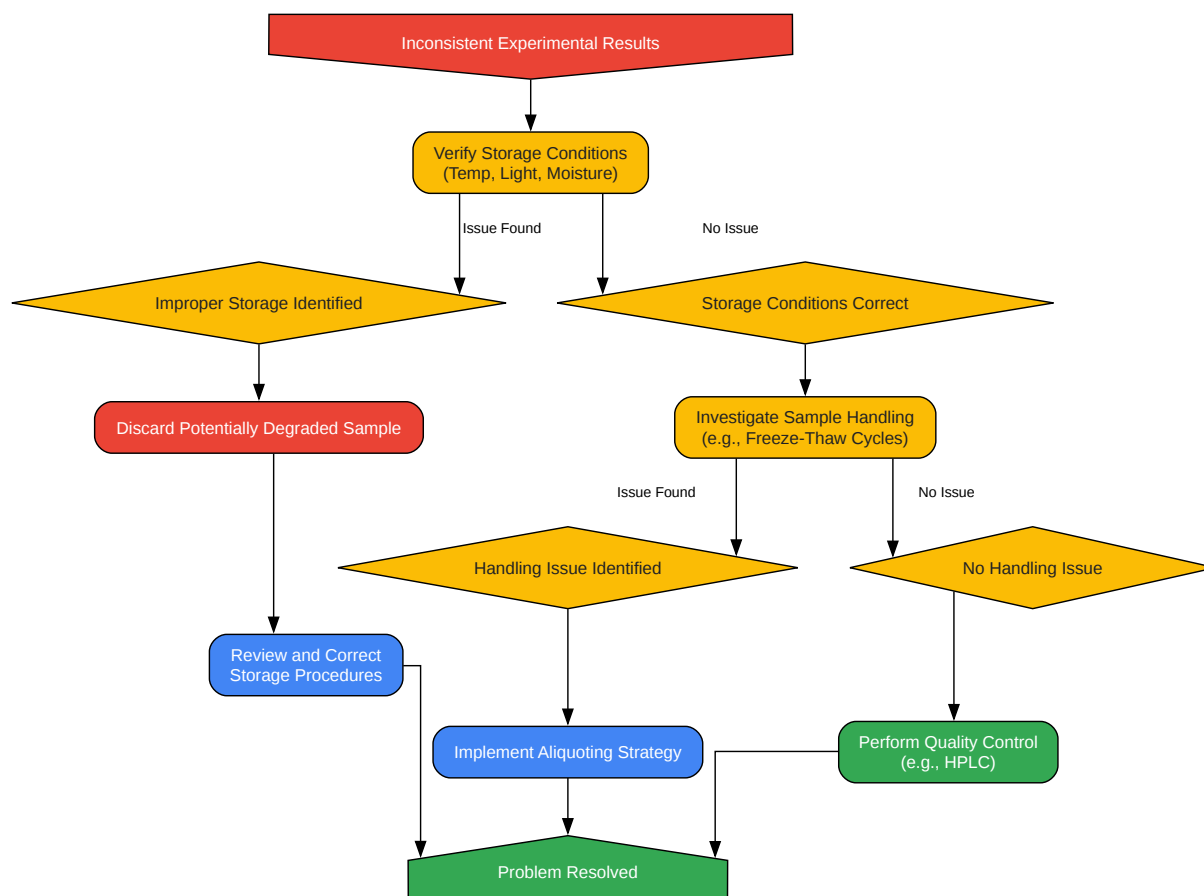 Inconsistent Experimental Results
Verify Storage Conditions
(Temp, Light, Moisture)
Issue Found
No Issue
Improper Storage Identified
Storage Conditions Correct
Discard Potentially Degraded Sample
Investigate Sample Handling
(e.g., Freeze-Thaw Cycles)
Issue Found
No Issue
Handling Issue Identified
No Handling Issue
Review and Correct
Storage Procedures
Implement Aliquoting Strategy
Perform Quality Control
(e.g., HPLC)
Problem Resolved